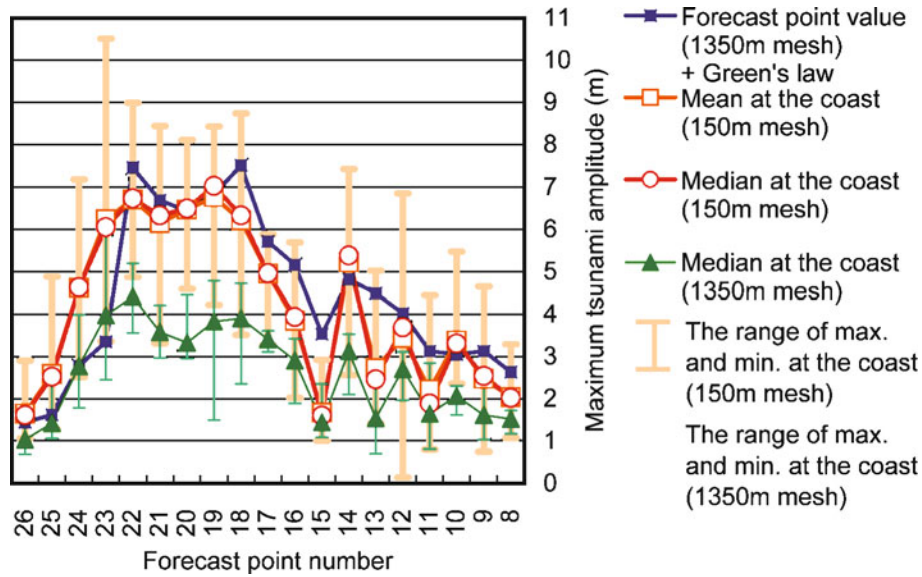 11
10
9
8
7
6
5
4
3
2
1
0
Maximum tsunami amplitude (m)
26 25 24 23 22 21 20 19 18 17 16 15 14 13 12 11 10 9 8
Forecast point number
Forecast point value
(1350m mesh)
+ Green's law
Mean at the coast
(150m mesh)
Median at the coast
(150m mesh)
Median at the coast
(1350m mesh)
The range of max.
and min. at the coast
(150m mesh)
The range of max.
and min. at the coast
(1350m mesh)